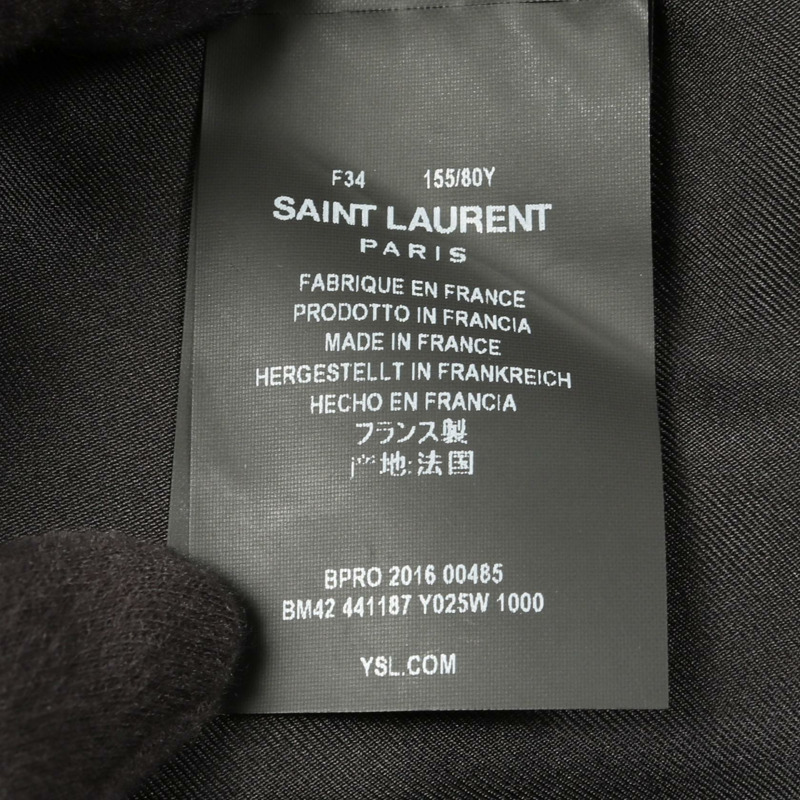 F34 155/80Y
SAINT LAURENT
PARIS
FABRIQUE EN FRANCE
PRODOTTO IN FRANCIA
MADE IN FRANCE
HERGESTELLT IN FRANKREICH
HECHO EN FRANCIA
フランス製
产地:法国
BPRO 2016 00485
BM42 441187 Y025W 1000
YSL.COM